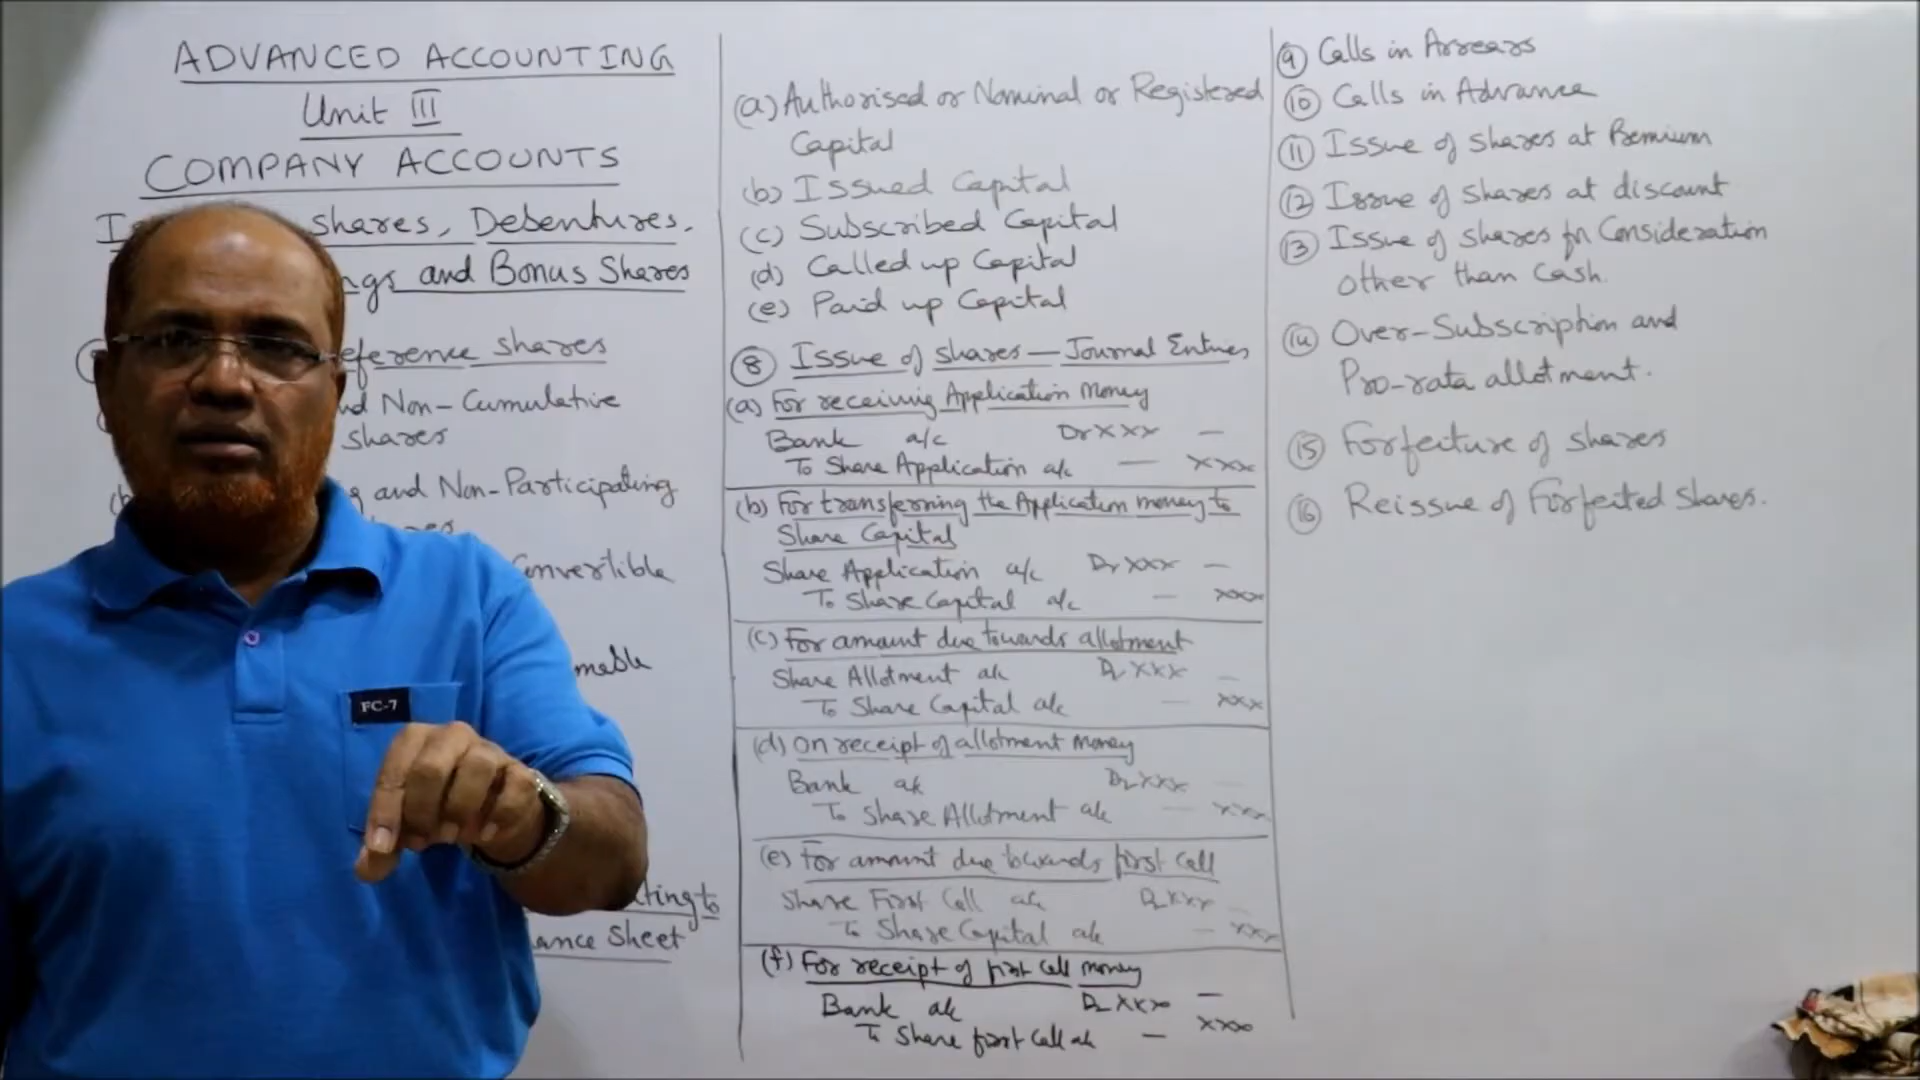 ADVANCED ACCOUNTING
Unit III
COMPANY ACCOUNTS
shares, Debentures,
and Bonus Shares
eference shares
nd Non-Cumulative
shares
g and Non-Participating
Convertible
mable
ating to
lance Sheet
(a) Authorised or Nominal or Registered
Capital
(b) Issued Capital
(c) Subscribed Capital
(d) Called up Capital
(e) Paid up Capital
(8) Issue of shares — Journal Entries
(a) For receiving Application Money
Bank a/c Dr xxx —
To Share Application a/c — xxx
(b) For transferring the Application money to
Share Capital
Share Application a/c Dr xxx —
To Share Capital a/c — xxx
(c) For amount due towards allotment
Share Allotment a/c Dr xxx —
To Share Capital a/c — xxx
(d) On receipt of allotment Money
Bank a/c Dr xxx —
To Share Allotment a/c — xxx
(e) For amount due towards first call
Share First Call a/c Dr xxx —
To Share Capital a/c — xxx
(f) For receipt of first Call money
Bank a/c Dr xxx —
To Share first Call a/c — xxx
(9) Calls in Arrears
(10) Calls in Advance
(11) Issue of shares at Premium
(12) Issue of shares at discount
(13) Issue of shares for Consideration
other than Cash.
(14) Over-Subscription and
Pro-rata allotment.
(15) Forfeiture of shares
(16) Reissue of Forfeited Shares.
FC-7